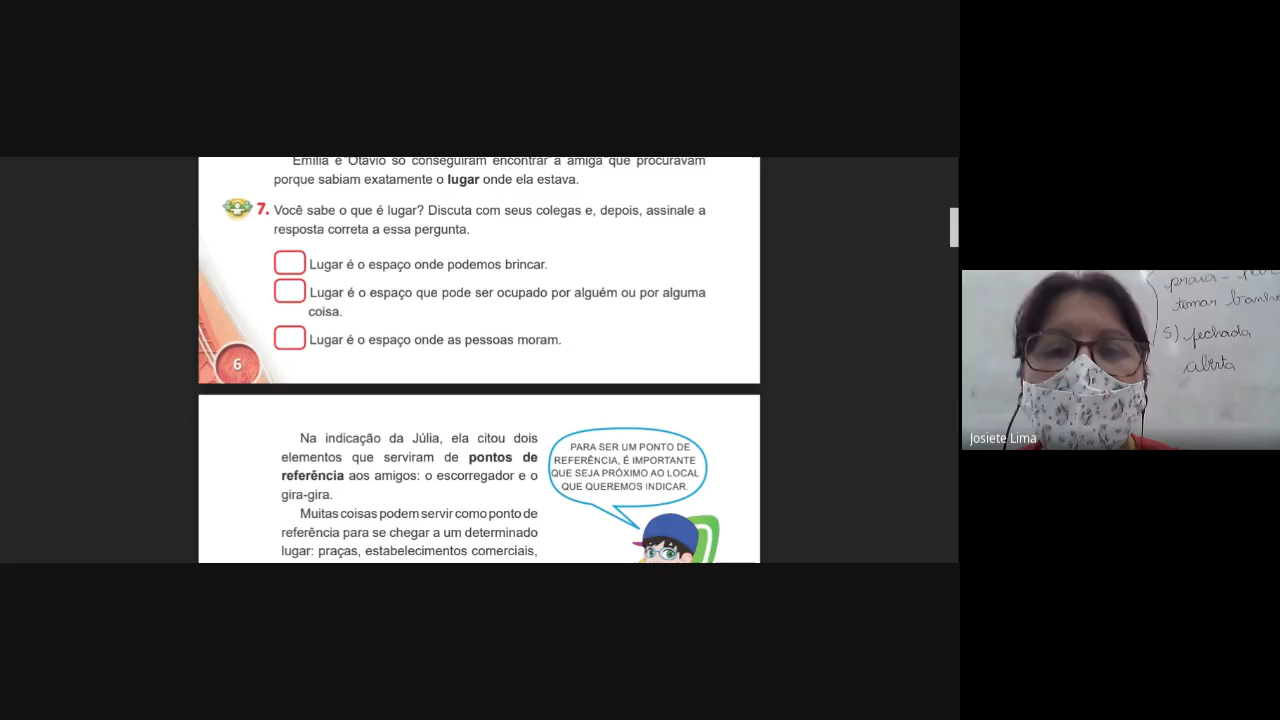 Emília e Otávio só conseguiram encontrar a amiga que procuravam
porque sabiam exatamente o lugar onde ela estava.
7. Você sabe o que é lugar? Discuta com seus colegas e, depois, assinale a
resposta correta a essa pergunta.
Lugar é o espaço onde podemos brincar.
Lugar é o espaço que pode ser ocupado por alguém ou por alguma
coisa.
Lugar é o espaço onde as pessoas moram.
6
Na indicação da Júlia, ela citou dois
elementos que serviram de pontos de
referência aos amigos: o escorregador e o
gira-gira.
Muitas coisas podem servir como ponto de
referência para se chegar a um determinado
lugar: praças, estabelecimentos comerciais,
PARA SER UM PONTO DE
REFERÊNCIA, É IMPORTANTE
QUE SEJA PRÓXIMO AO LOCAL
QUE QUEREMOS INDICAR.
praia -
tomar
5) fechada
aberta
Josiete Lima